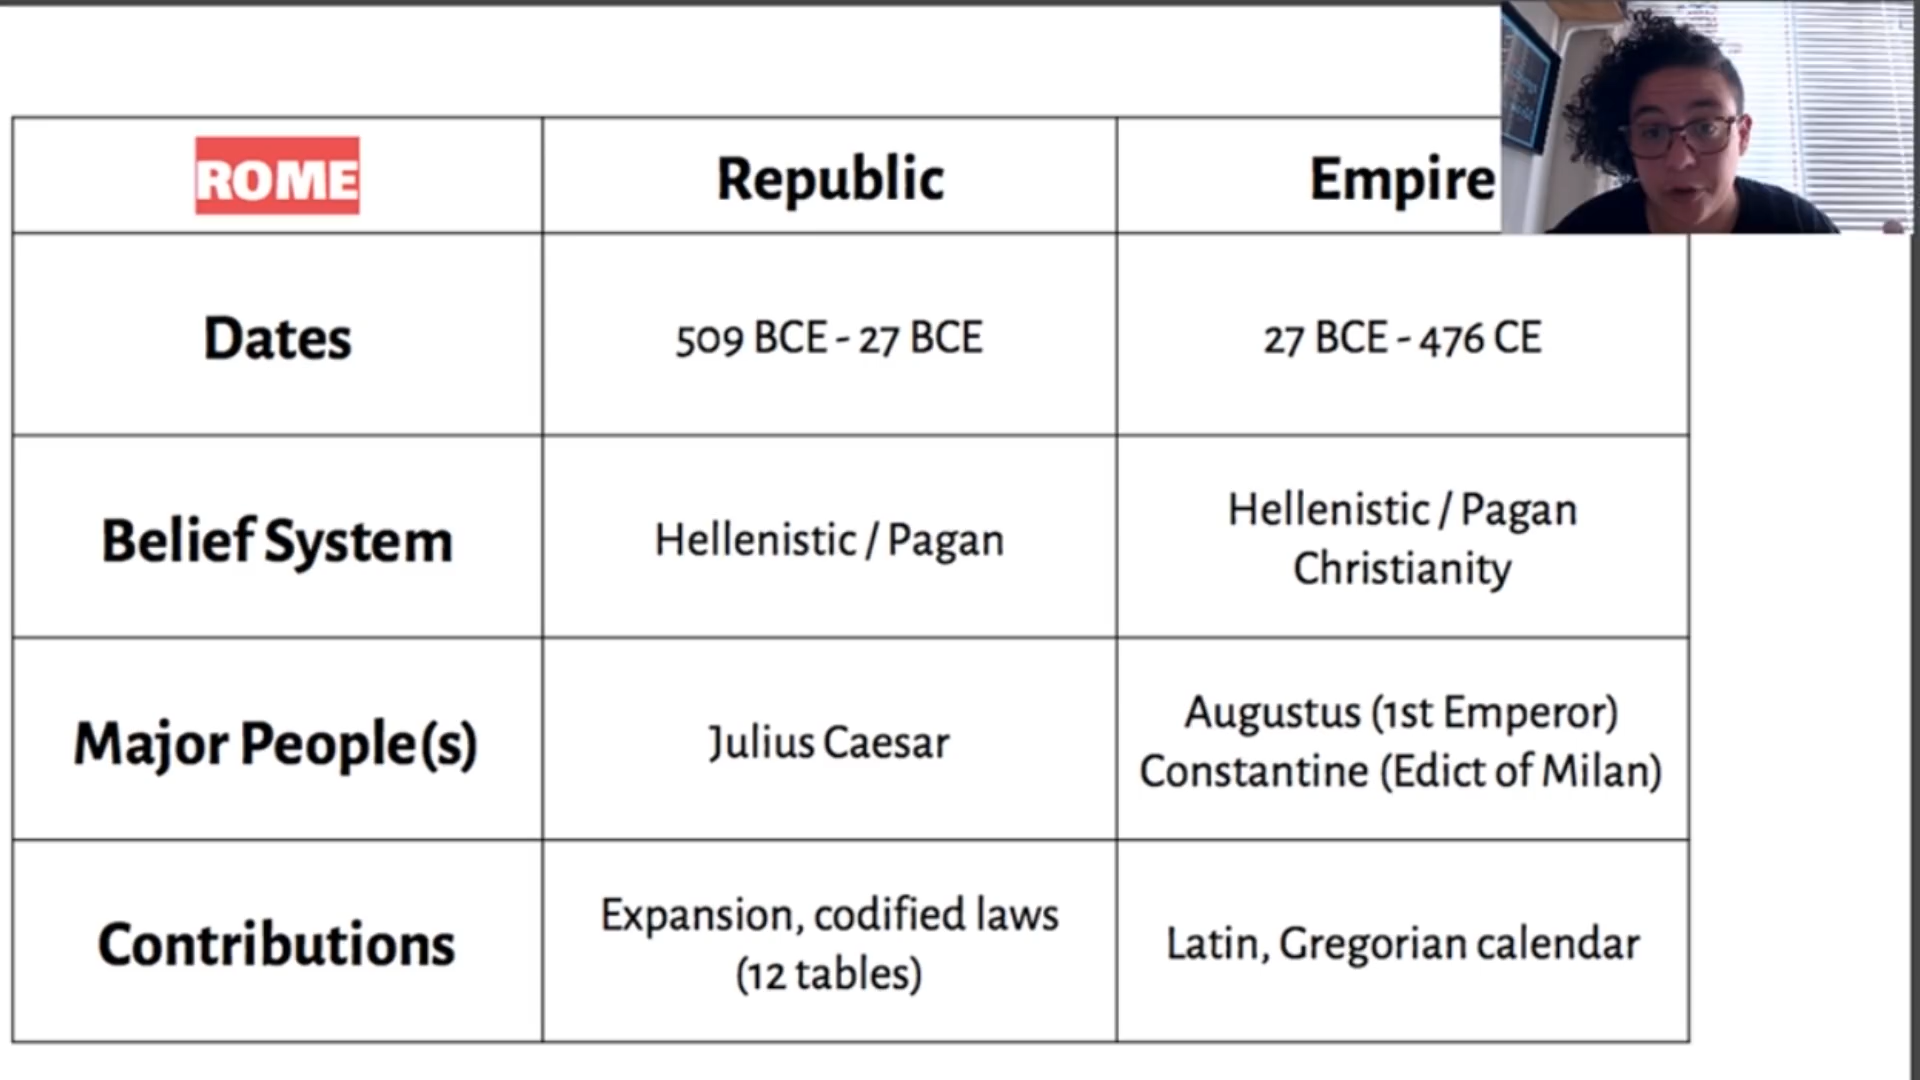 ROME
Republic
Empire
Dates
509 BCE - 27 BCE
27 BCE - 476 CE
Belief System
Hellenistic / Pagan
Hellenistic / Pagan
Christianity
Major People(s)
Julius Caesar
Augustus (1st Emperor)
Constantine (Edict of Milan)
Contributions
Expansion, codified laws
(12 tables)
Latin, Gregorian calendar